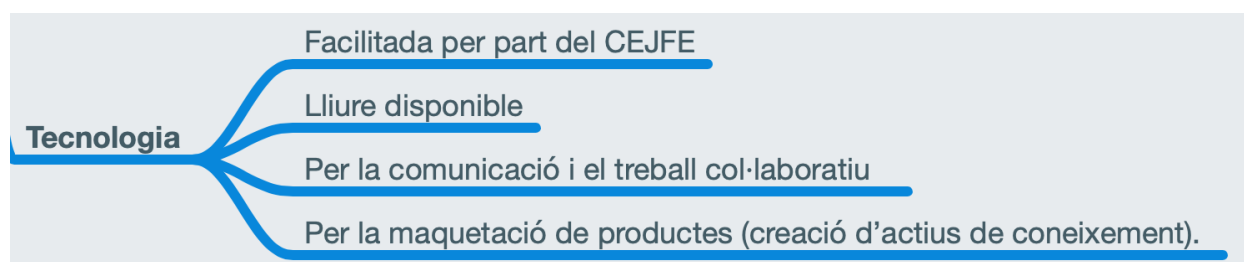 Facilitada per part del CEJFE
Lliure disponible
Tecnologia
Per la comunicació i el treball col·laboratiu
Per la maquetació de productes (creació d’actius de coneixement).